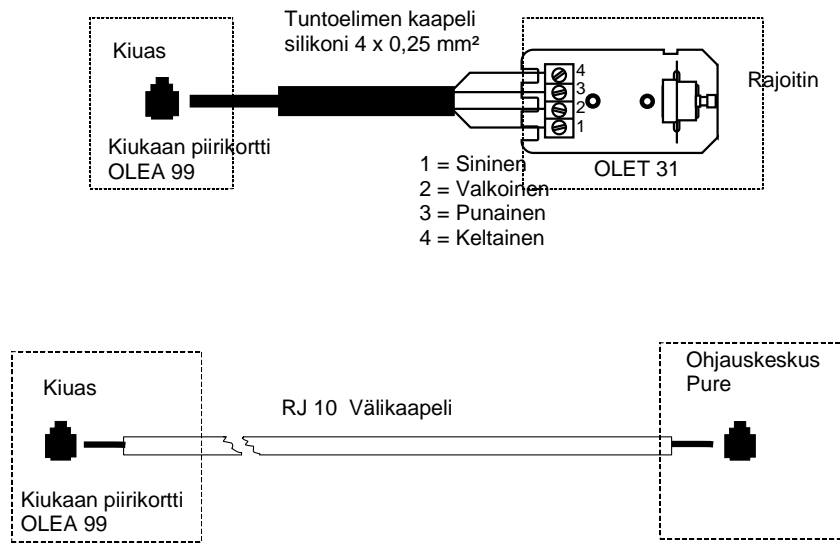 Tuntoelimen kaapeli
silikoni 4 x 0,25 mm²
Kiuas
Rajoitin
4
3
2
1
Kiukaan piirikortti
OLEA 99
OLET 31
1 = Sininen
2 = Valkoinen
3 = Punainen
4 = Keltainen
Ohjauskeskus
Pure
Kiuas
RJ 10 Välikaapeli
Kiukaan piirikortti
OLEA 99